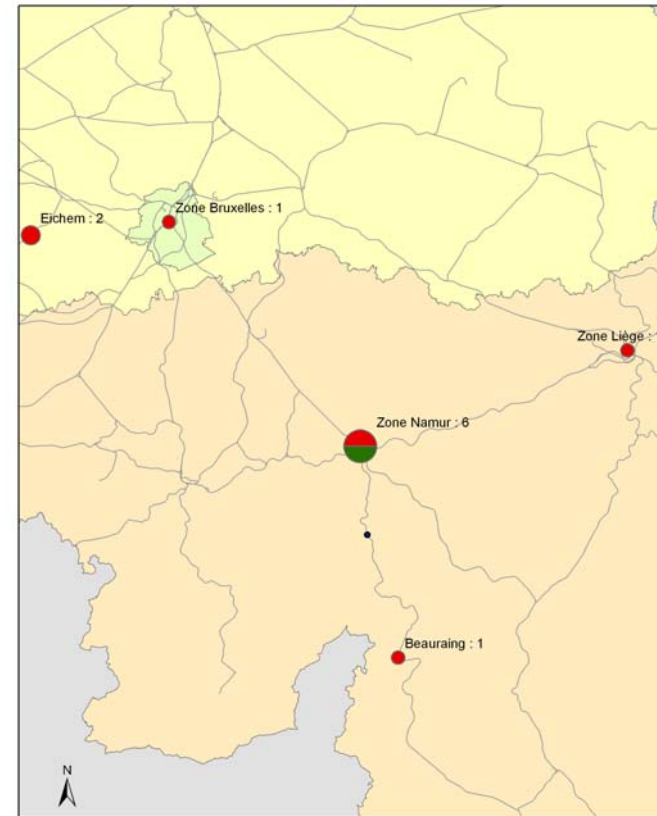 Zone Bruxelles : 1
Eichem : 2
Zone Liège :
Zone Namur : 6
Beauraing : 1
N